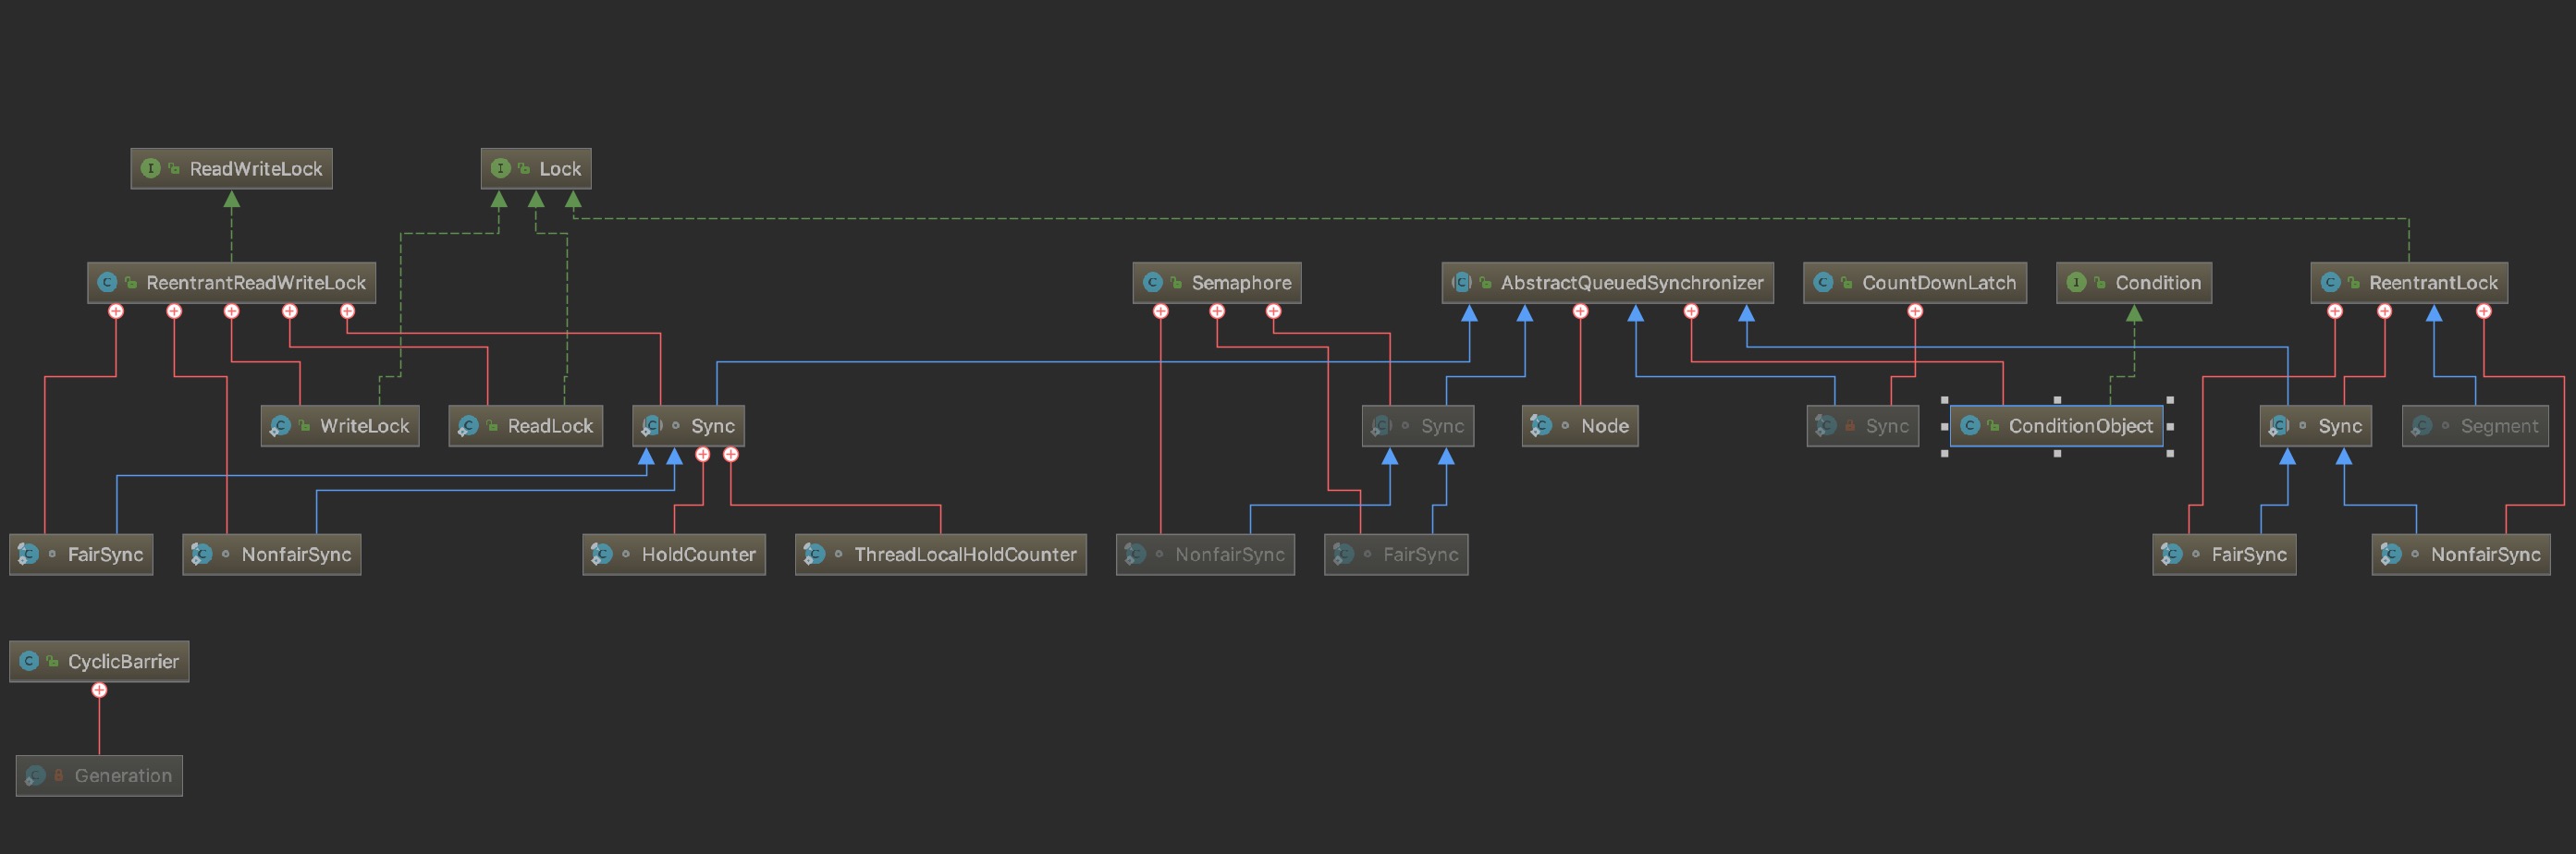 ReadWriteLock
Lock
ReentrantReadWriteLock
Semaphore
AbstractQueuedSynchronizer
CountDownLatch
Condition
ReentrantLock
WriteLock
ReadLock
Sync
Sync
Node
Sync
ConditionObject
Sync
Segment
FairSync
NonfairSync
HoldCounter
ThreadLocalHoldCounter
NonfairSync
FairSync
FairSync
NonfairSync
CyclicBarrier
Generation